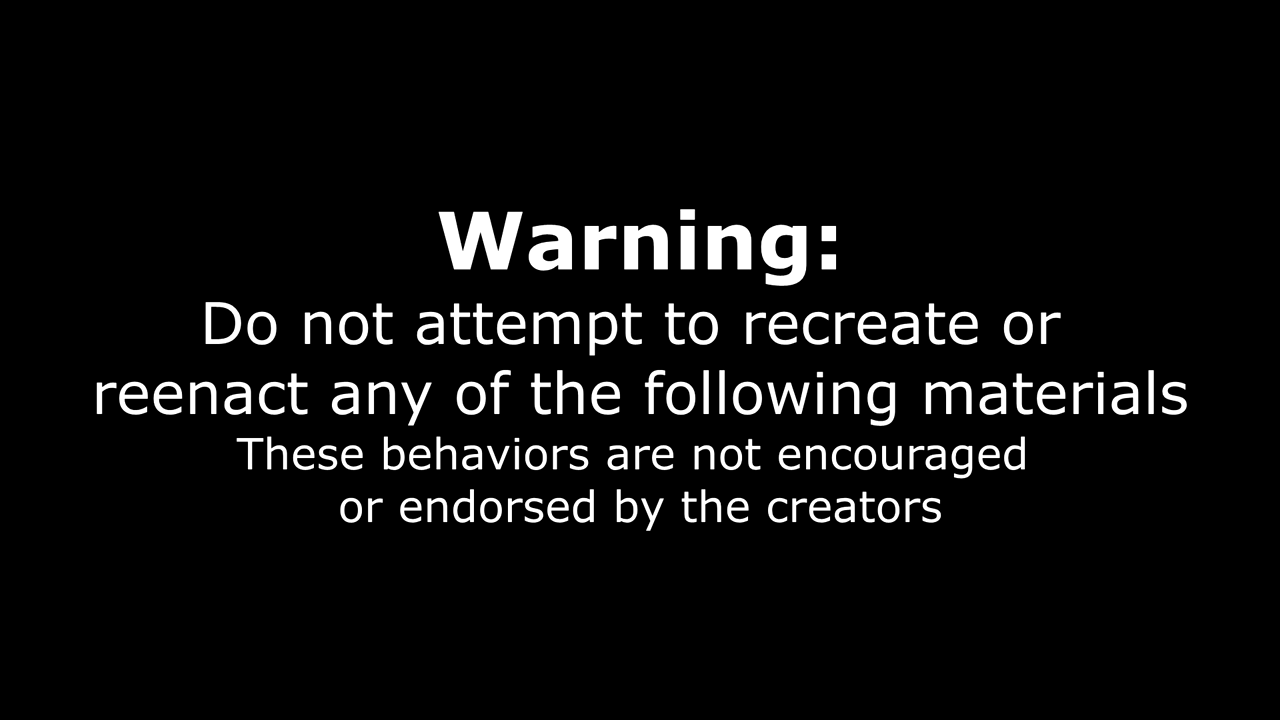 Warning:
Do not attempt to recreate or
reenact any of the following materials
These behaviors are not encouraged
or endorsed by the creators